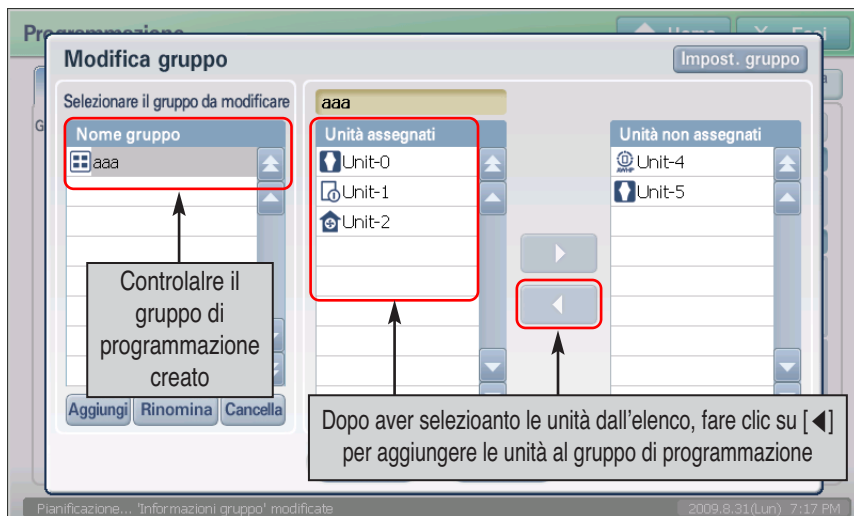 Programmazione
Home
X Esci
Modifica gruppo
Impost. gruppo
Selezionare il gruppo da modificare
Nome gruppo
aaa
aaa
Unità assegnati
Unit-0
Unit-1
Unit-2
Unità non assegnati
Unit-4
Unit-5
Controlalre il
gruppo di
programmazione
creato
Aggiungi Rinomina Cancella
Dopo aver selezioanto le unità dall'elenco, fare clic su [◀]
per aggiungere le unità al gruppo di programmazione
Pianificazione... 'Informazioni gruppo' modificate
2009.8.31(Lun) 7:17 PM